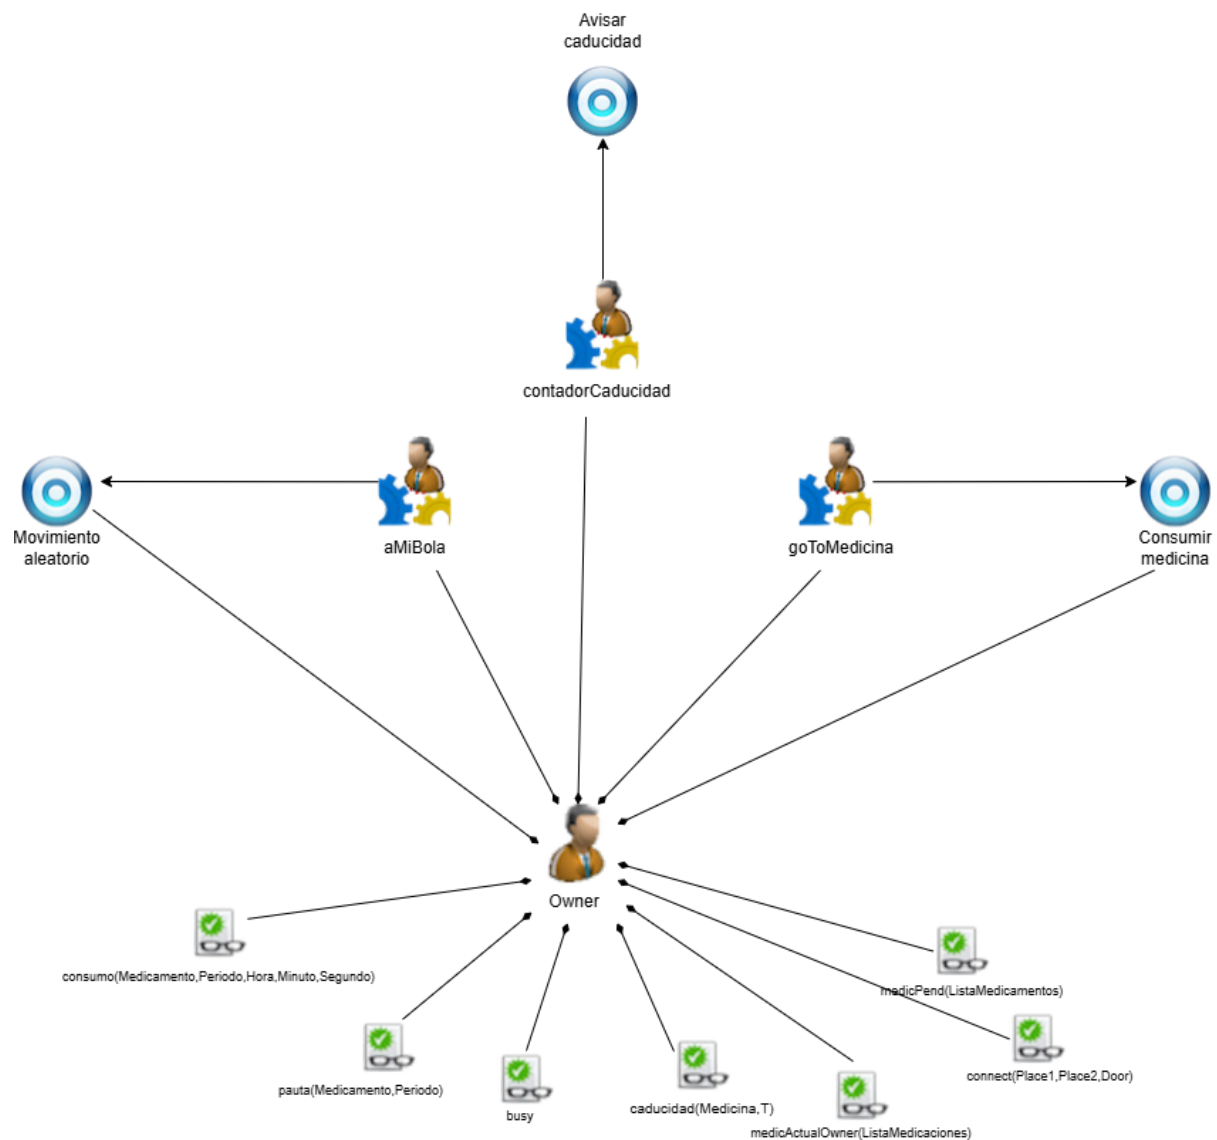 Avisar
caducidad
contadorCaducidad
Movimiento
aleatorio
aMiBola
goToMedicina
Consumir
medicina
Owner
consumo(Medicamento,Periodo,Hora,Minuto,Segundo)
medicPend(ListaMedicamentos)
pauta(Medicamento,Periodo)
connect(Place1,Place2,Door)
busy
caducidad(Medicina,T)
medicActualOwner(ListaMedicaciones)